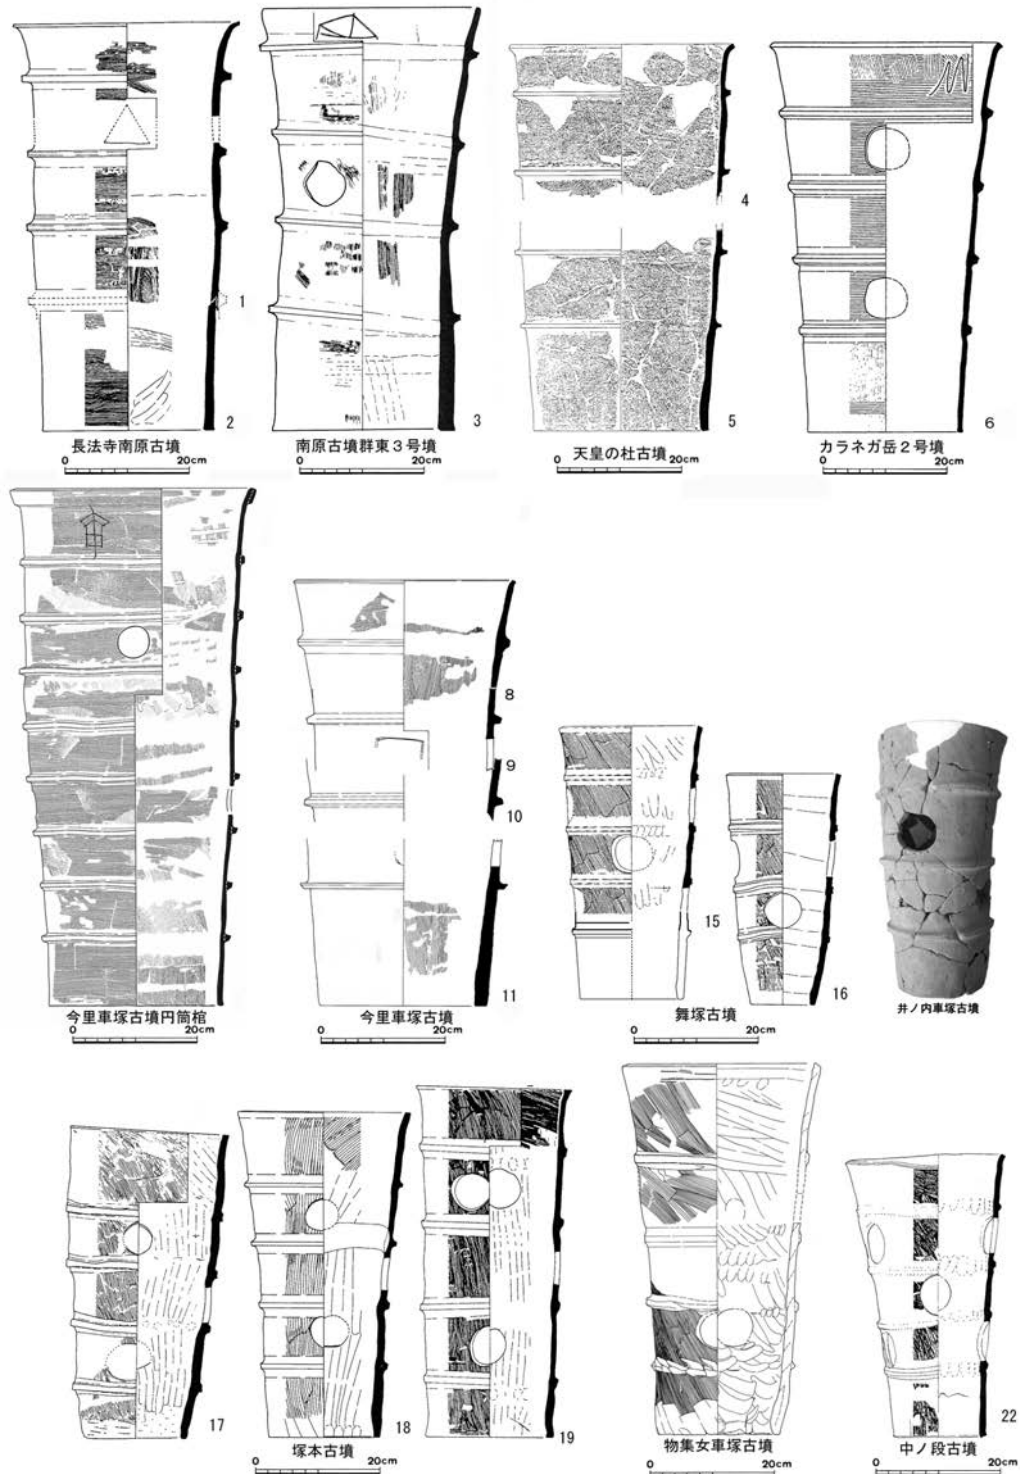 1
2
3
4
5
6
長法寺南原古墳
南原古墳群東３号墳
天皇の杜古墳
カラネガ岳２号墳
0 20cm
0 20cm
0 20cm
0 20cm
8
9
10
11
15
16
今里車塚古墳円筒棺
今里車塚古墳
舞塚古墳
井ノ内車塚古墳
0 20cm
0 20cm
0 20cm
17
18
19
22
塚本古墳
物集女車塚古墳
中ノ段古墳
0 20cm
0 20cm
0 20cm